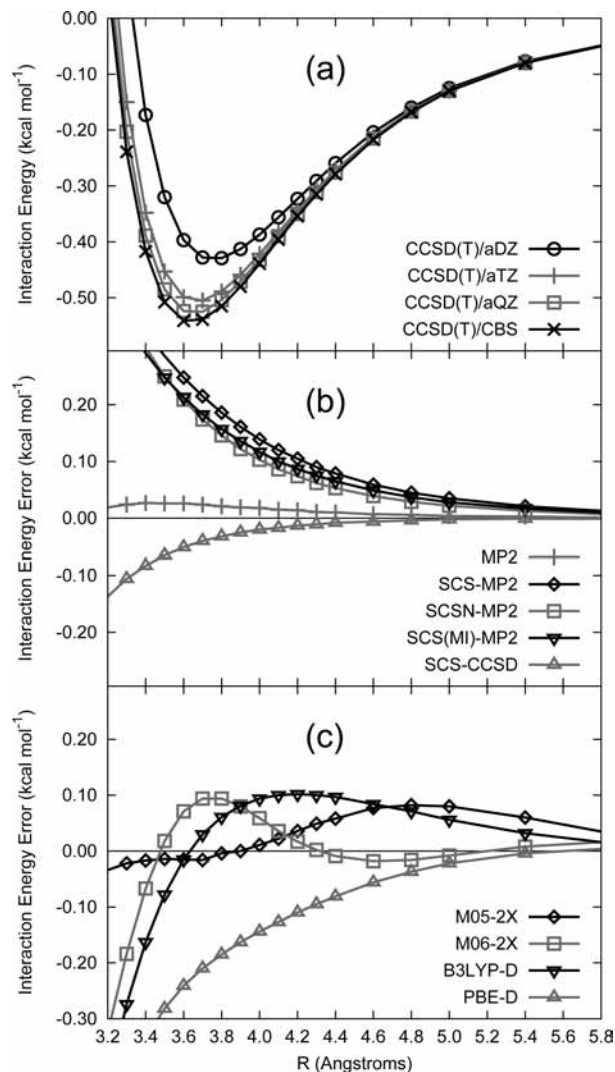 (a)
Interaction Energy (kcal mol⁻¹)
0.00
-0.10
-0.20
-0.30
-0.40
-0.50
CCSD(T)/aDZ
CCSD(T)/aTZ
CCSD(T)/aQZ
CCSD(T)/CBS
(b)
Interaction Energy Error (kcal mol⁻¹)
0.20
0.10
0.00
-0.10
-0.20
MP2
SCS-MP2
SCSN-MP2
SCS(MI)-MP2
SCS-CCSD
(c)
Interaction Energy Error (kcal mol⁻¹)
0.20
0.10
0.00
-0.10
-0.20
-0.30
M05-2X
M06-2X
B3LYP-D
PBE-D
3.2 3.4 3.6 3.8 4.0 4.2 4.4 4.6 4.8 5.0 5.2 5.4 5.6 5.8
R (Angstroms)